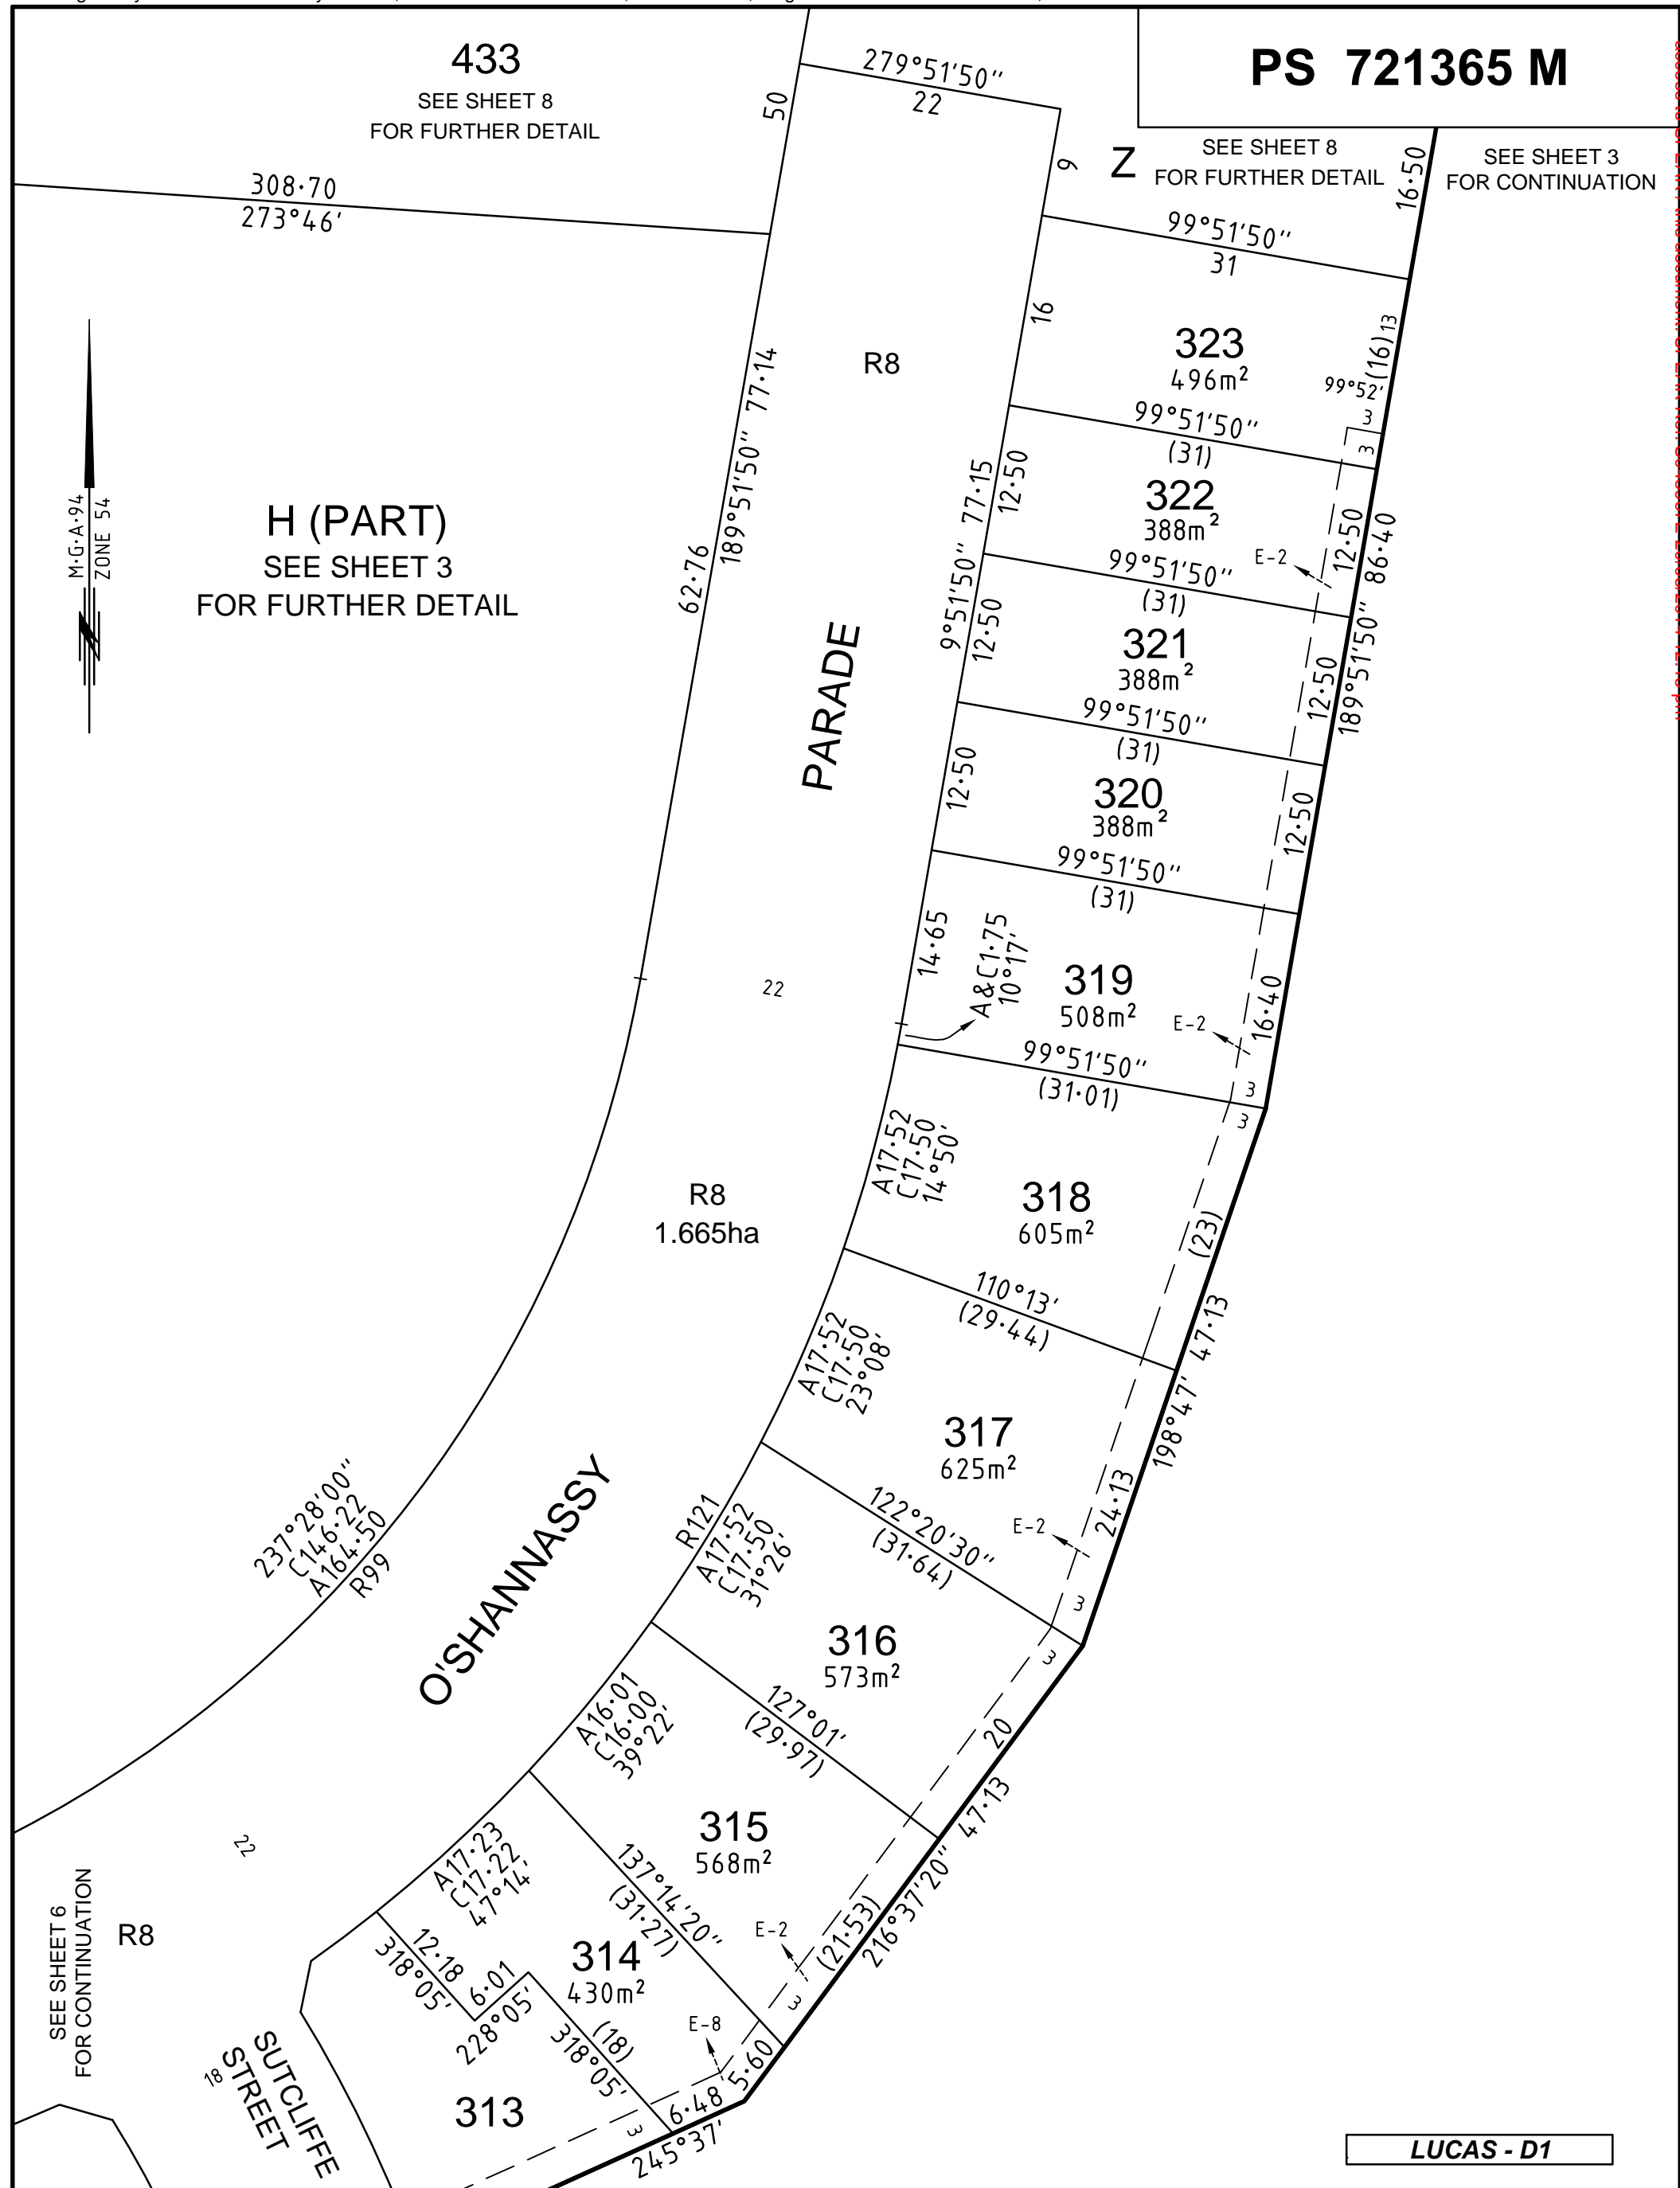 PS 721365 M
433
SEE SHEET 8
FOR FURTHER DETAIL
50
279°51'50"
22
9
Z
SEE SHEET 8
FOR FURTHER DETAIL
16·50
SEE SHEET 3
FOR CONTINUATION
308·70
273°46'
99°51'50"
31
16
323
496m²
(16)
13
99°52'
3
3
R8
189°51'50" 77·14
62·76
M·G·A·94
ZONE 54
H (PART)
SEE SHEET 3
FOR FURTHER DETAIL
99°51'50"
(31)
9°51'50" 77·15
12·50
322
388m²
E-2
12·50
189°51'50" 86·40
99°51'50"
(31)
12·50
321
388m²
12·50
PARADE
99°51'50"
(31)
12·50
320
388m²
12·50
99°51'50"
(31)
14·65
A&C1·75
10°17'
319
508m²
E-2
16·40
22
99°51'50"
(31·01)
3
3
A17·52
C17·50
14°50'
318
605m²
(23)
R8
1.665ha
110°13'
(29·44)
198°47' 47·13
A17·52
C17·50
23°08'
317
625m²
24·13
E-2
3
3
122°20'30"
(31·64)
237°28'00"
C146·22
A164·50
R99
O'SHANNASSY
R121
A17·52
C17·50
31°26'
316
573m²
20
127°01'
(29·97)
216°37'20" 47·13
A16·01
C16·00
39°22'
315
568m²
(21·53)
E-2
3
137°14'20"
(31·27)
22
A17·23
C17·22
47°14'
314
430m²
12·18
318°05'
6·01
228°05'
(18)
318°05'
E-8
5·60
6·48
245°37'
3
313
SEE SHEET 6
FOR CONTINUATION
R8
SUTCLIFFE
STREET
18
LUCAS - D1